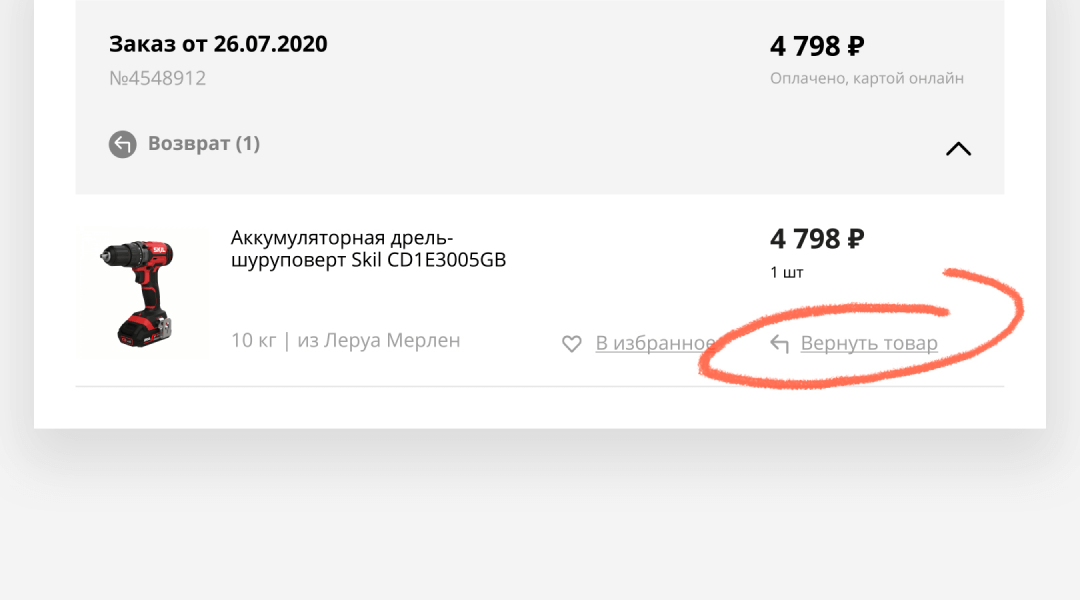 Заказ от 26.07.2020
4 798 ₽
№4548912
Оплачено, картой онлайн
Возврат (1)
Аккумуляторная дрель-
шуруповерт Skil CD1E3005GB
4 798 ₽
1 шт
SKIL
10 кг | из Леруа Мерлен
В избранное
Вернуть товар